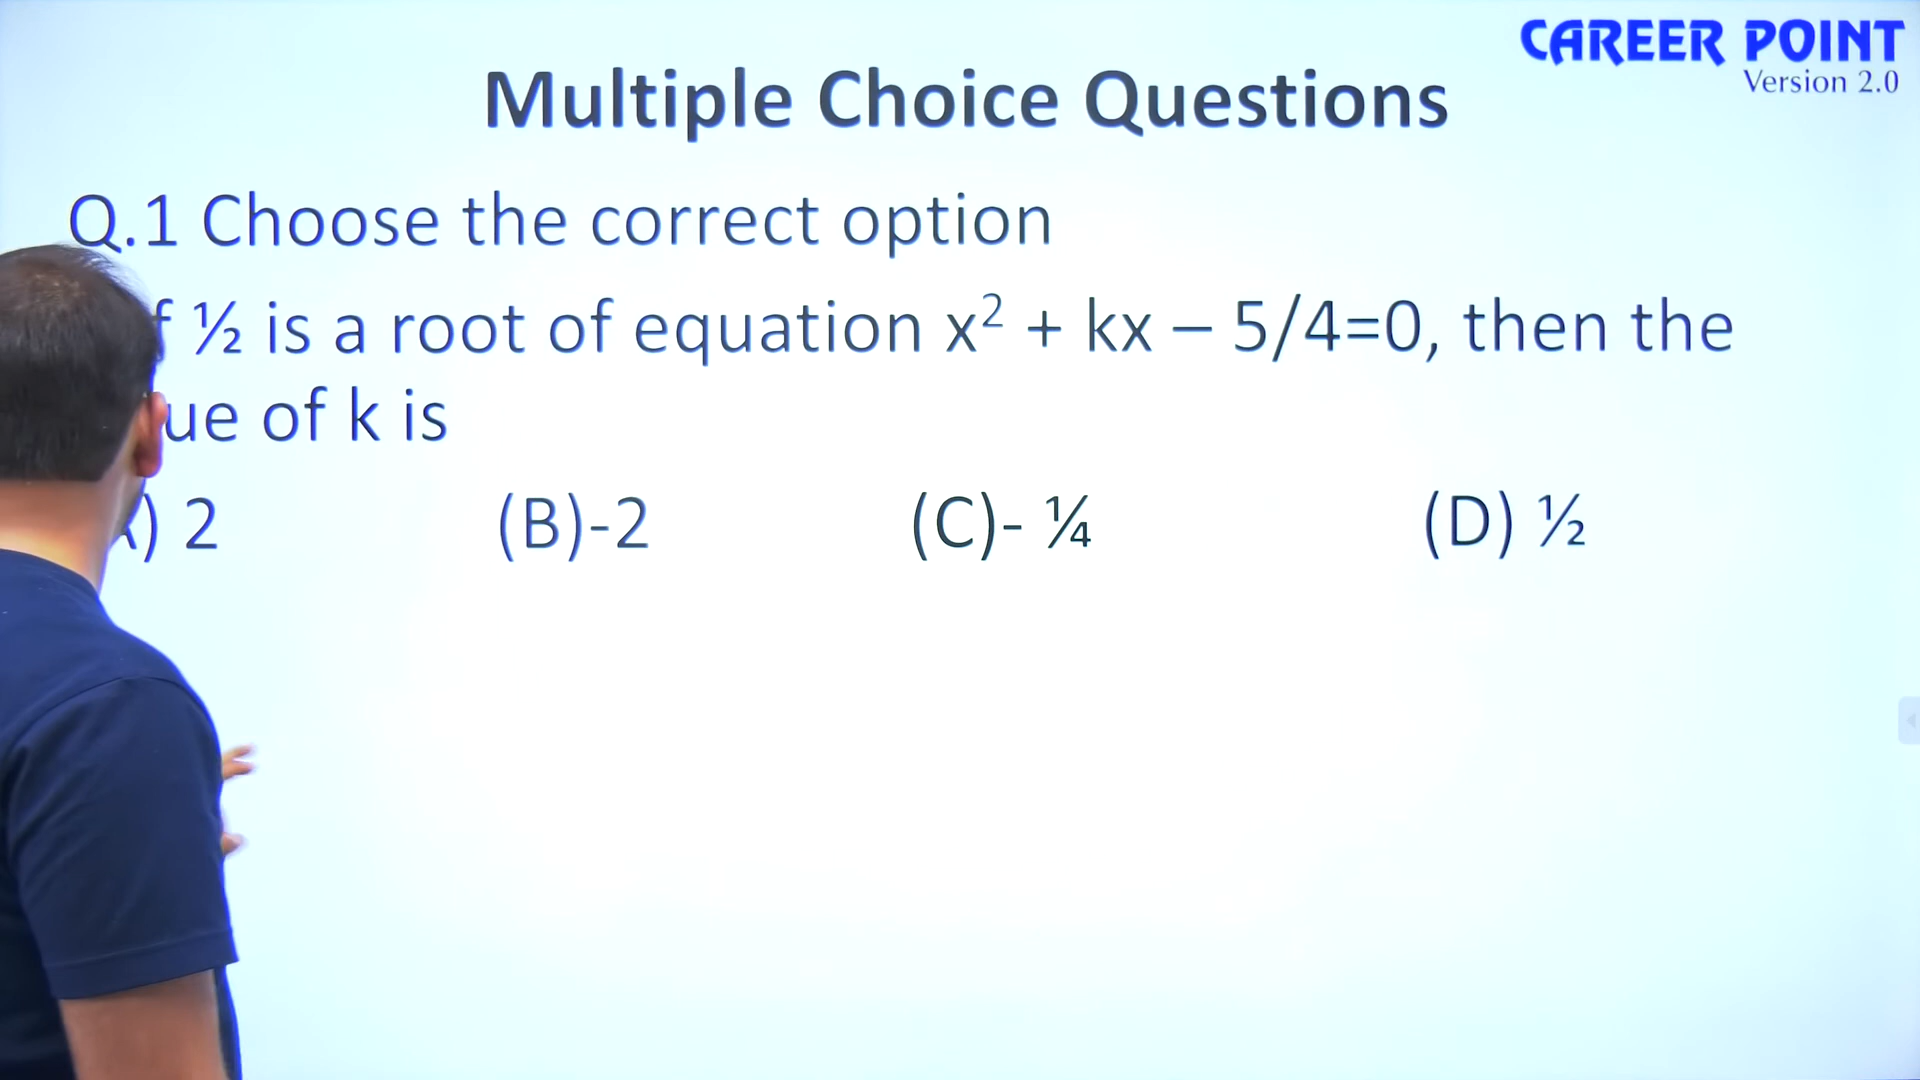 CAREER POINT
Version 2.0
Multiple Choice Questions
Q.1 Choose the correct option
½ is a root of equation x² + kx – 5/4=0, then the
of k is
2 (B)-2 (C)- ¼ (D) ½